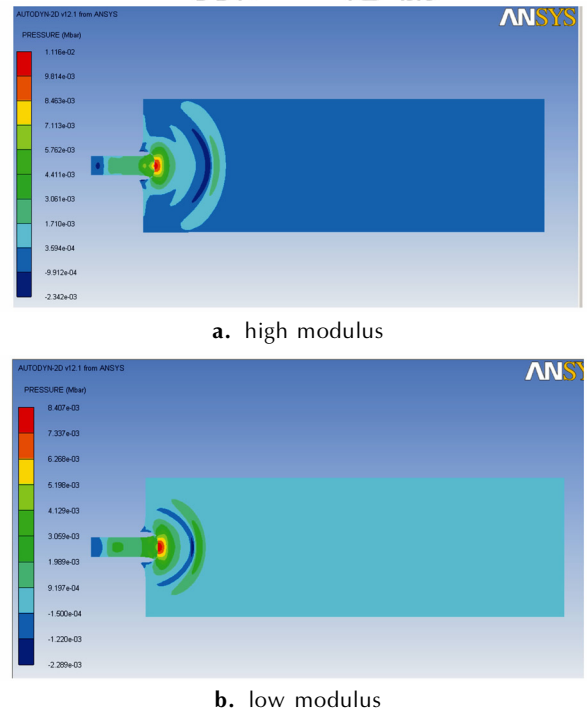 AUTODYN-2D v12.1 from ANSYS
ANSYS
PRESSURE (Mbar)
1.116e-02
9.814e-03
8.463e-03
7.113e-03
5.762e-03
4.411e-03
3.061e-03
1.710e-03
3.594e-04
-9.912e-04
-2.342e-03
a. high modulus
AUTODYN-2D v12.1 from ANSYS
ANSY
PRESSURE (Mbar)
8.407e-03
7.337e-03
6.268e-03
5.198e-03
4.129e-03
3.059e-03
1.989e-03
9.197e-04
-1.500e-04
-1.220e-03
-2.289e-03
b. low modulus